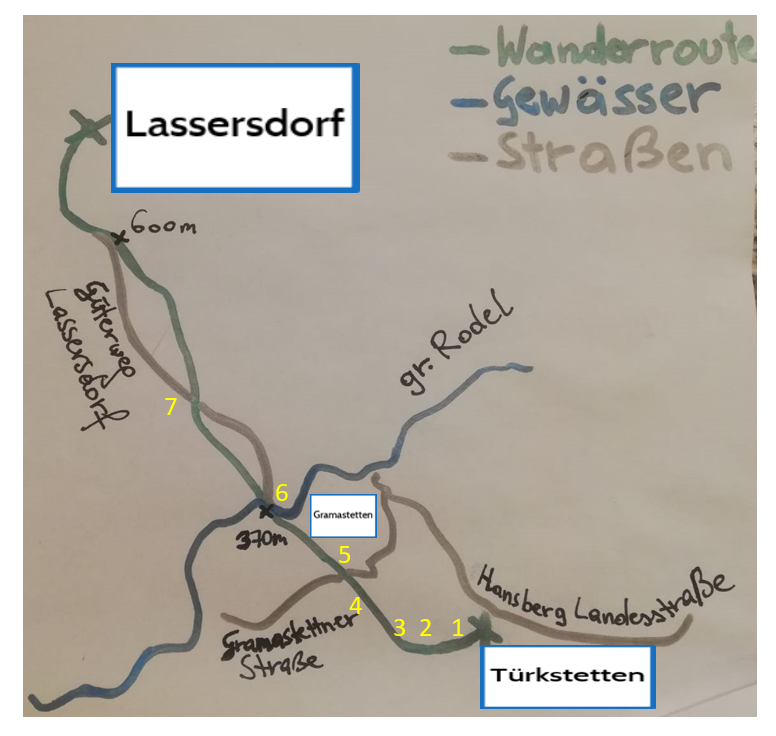 Wanderroute
Gewässer
Straßen
Lassersdorf
600m
Güterweg
Lassersdorf
gr. Rodel
7
6
Gramastetten
370m
5
Hansberg Landesstraße
4
3 2 1
Gramastettner
Straße
Türkstetten